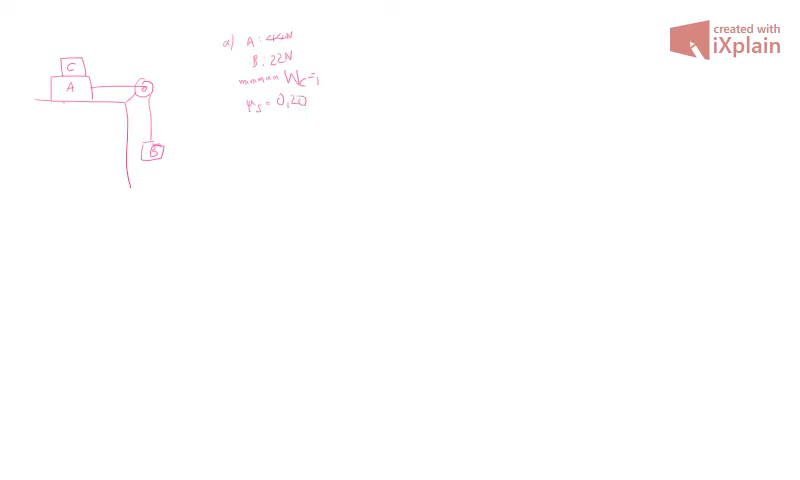 created with
iXplain
a) A : 44N
B : 22N
minimum Wc = ?
μs = 0,20
C
A
B